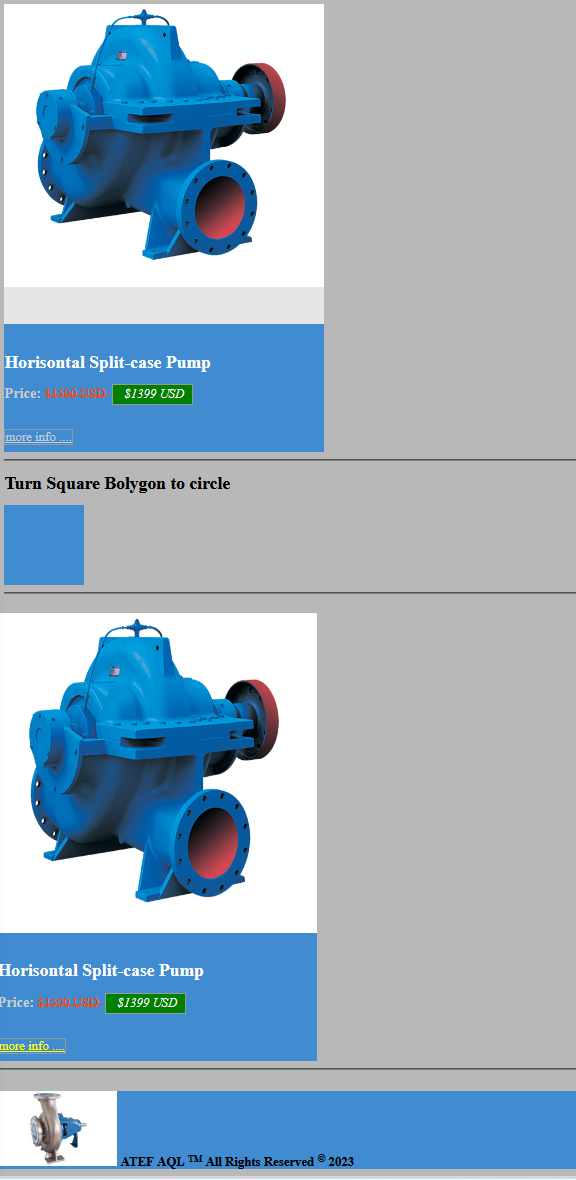 Horisontal Split-case Pump
Price: $1500 USD $1399 USD
more info ....
Turn Square Bolygon to circle
Horisontal Split-case Pump
Price: $1500 USD $1399 USD
more info ....
ATEF AQL TM All Rights Reserved © 2023